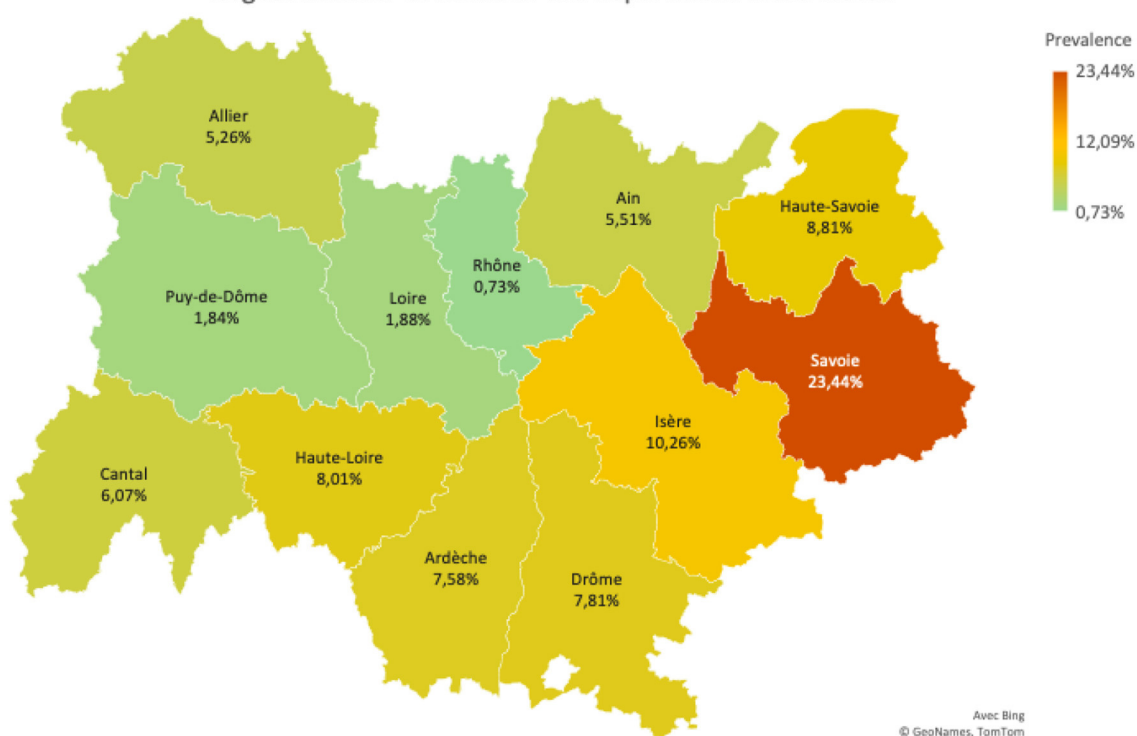 Prevalence
23,44%
12,09%
0,73%
Allier
5,26%
Ain
5,51%
Haute-Savoie
8,81%
Rhône
0,73%
Puy-de-Dôme
1,84%
Loire
1,88%
Savoie
23,44%
Isère
10,26%
Haute-Loire
8,01%
Cantal
6,07%
Ardèche
7,58%
Drôme
7,81%
Avec Bing
© GeoNames, TomTom